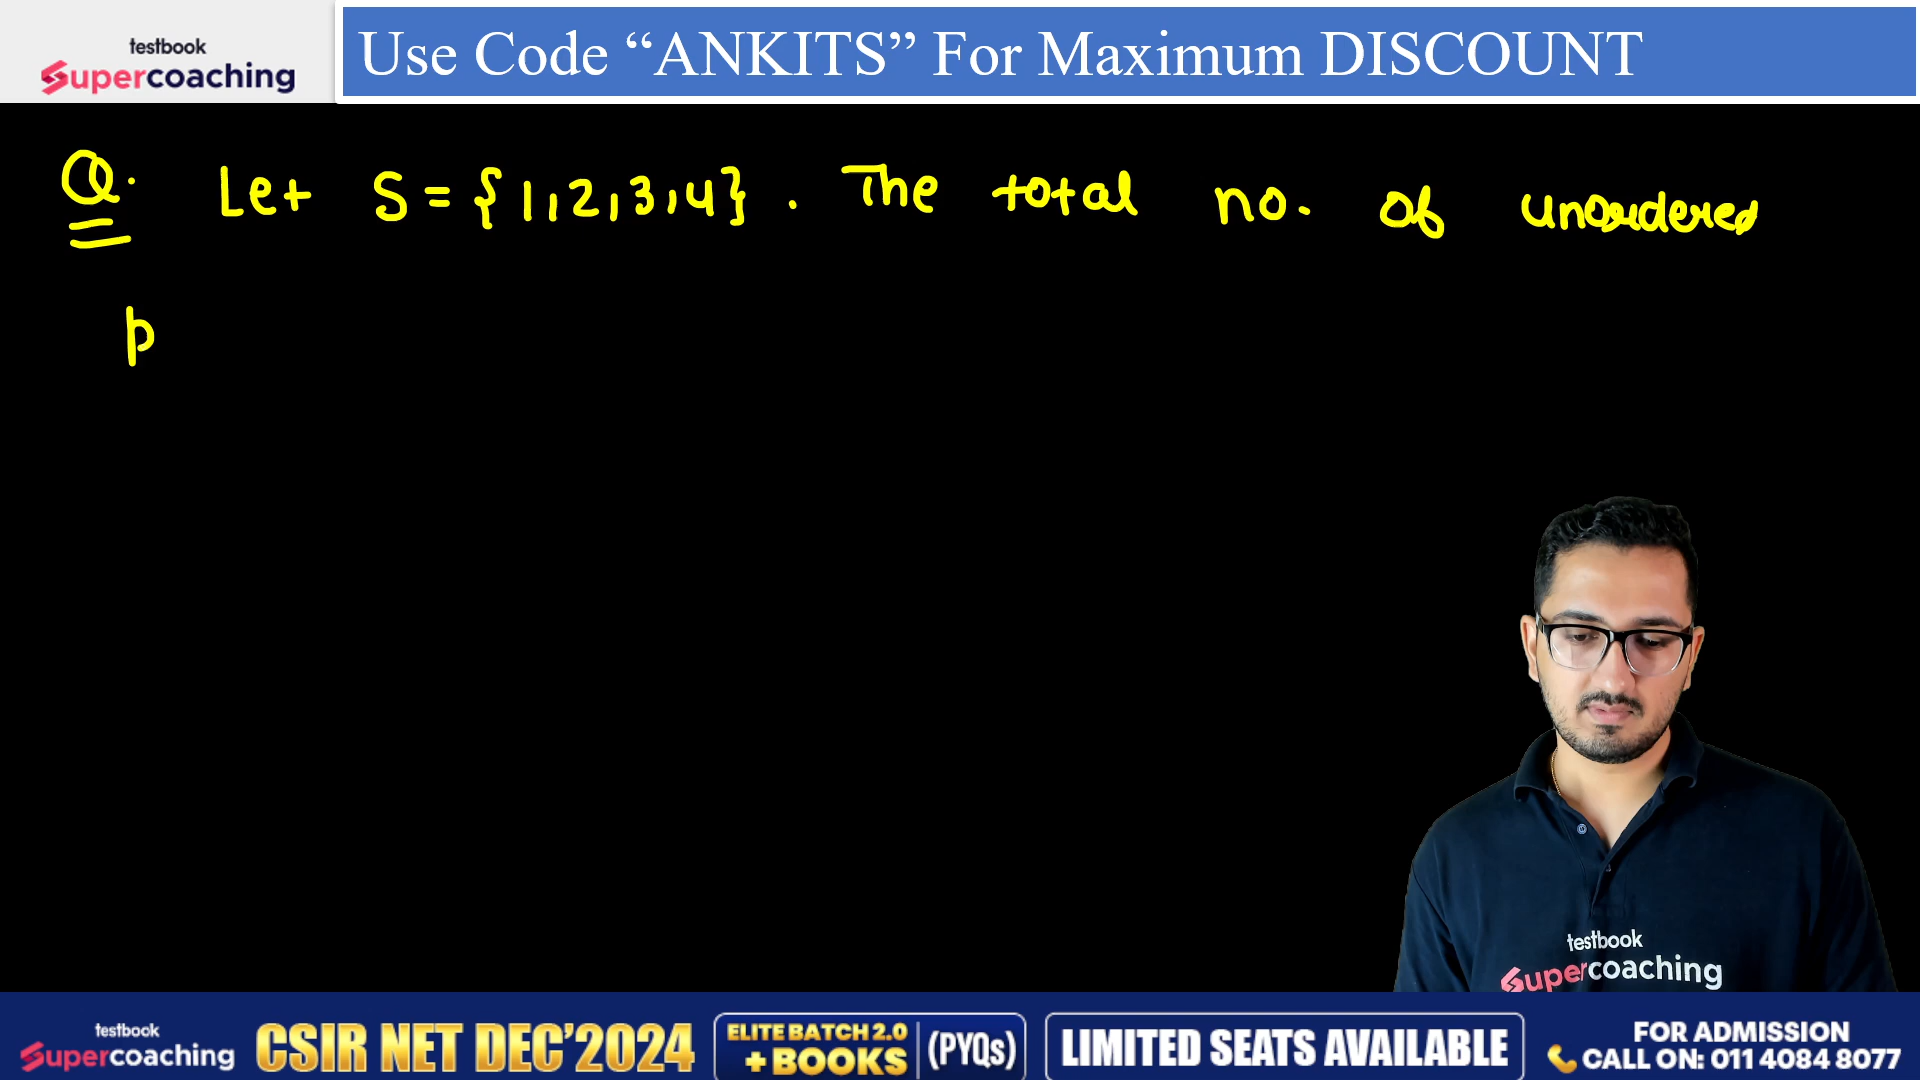 testbook
Supercoaching
Use Code “ANKITS” For Maximum DISCOUNT
Q. Let S = {1,2,3,4}. The total no. of unordered
p
testbook
Supercoaching
testbook
Supercoaching
CSIR NET DEC’2024
ELITE BATCH 2.0
+ BOOKS
(PYQs)
LIMITED SEATS AVAILABLE
FOR ADMISSION
CALL ON: 011 4084 8077